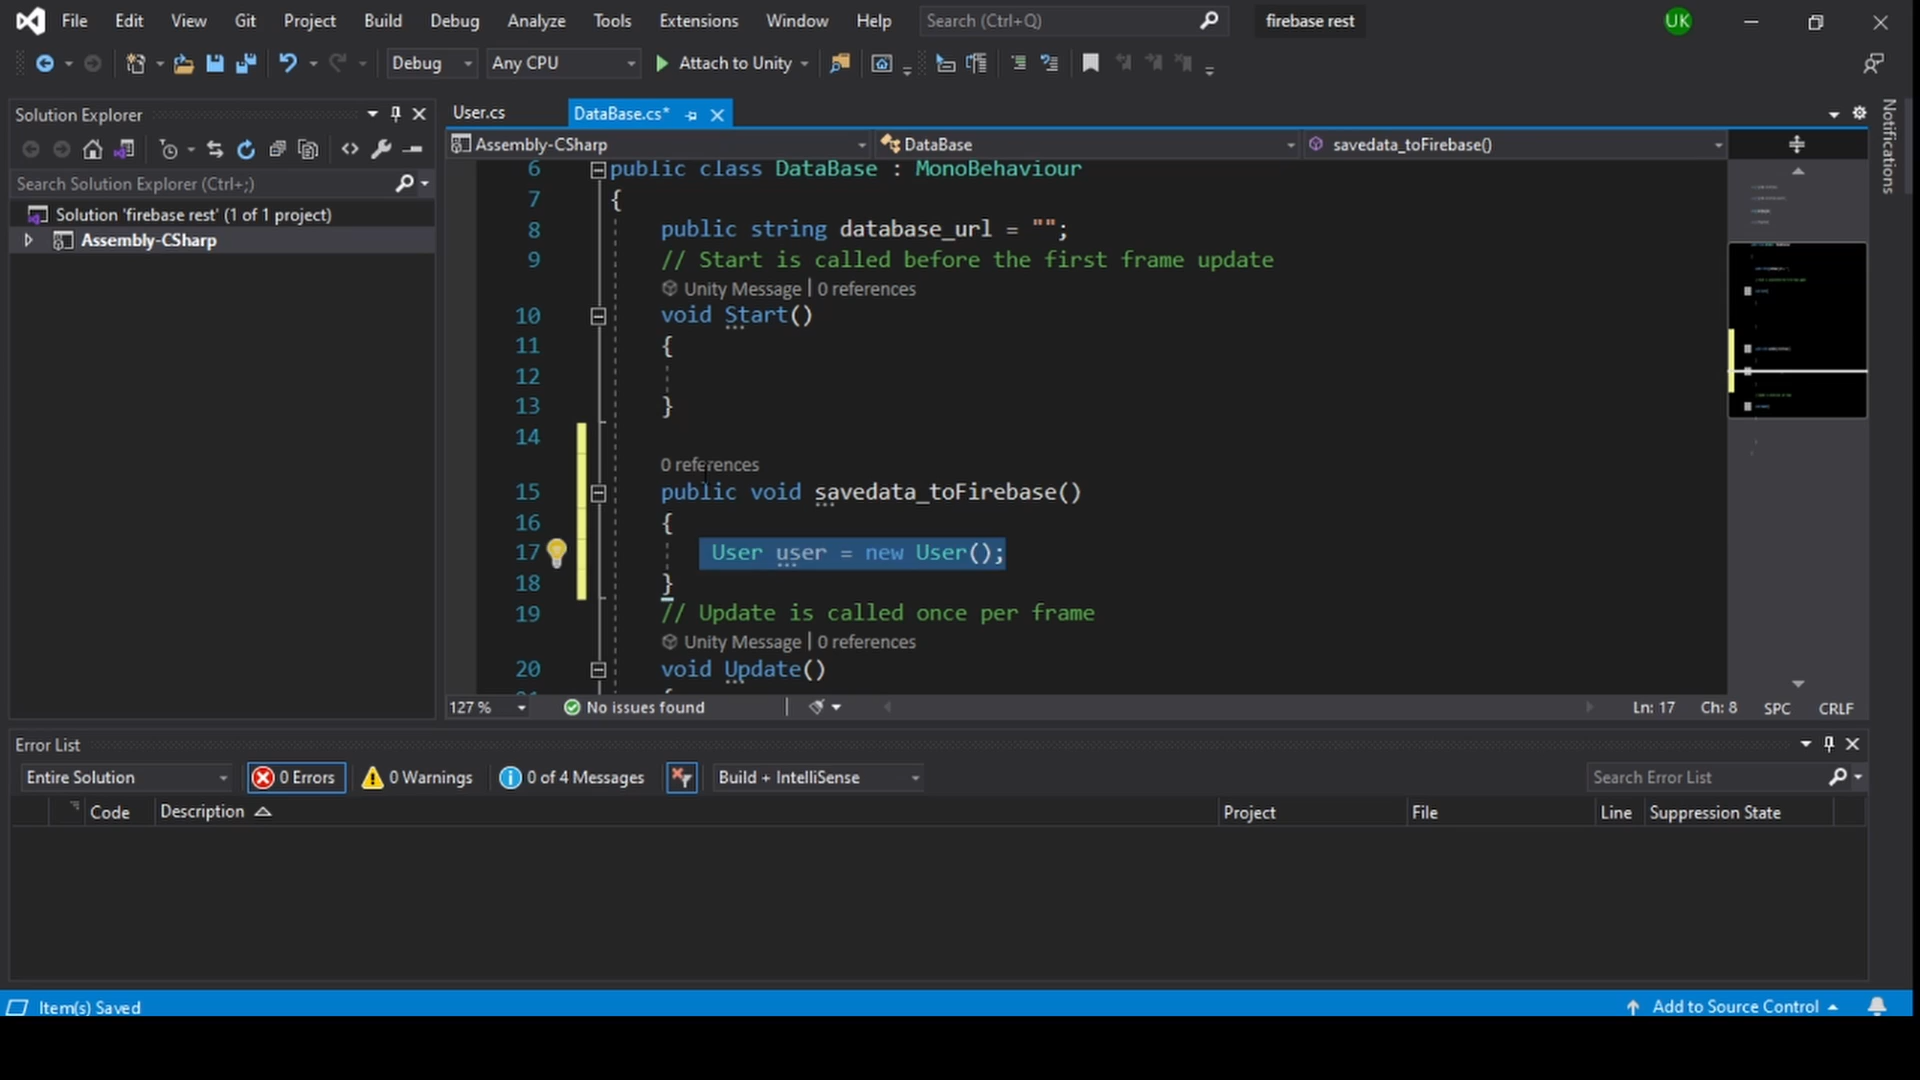 File Edit View Git Project Build Debug Test Analyze Tools Extensions Window Help Search (Ctrl+Q) firebase rest UK
Debug Any CPU Attach to Unity
Solution Explorer
Search Solution Explorer (Ctrl+;)
Solution 'firebase rest' (1 of 1 project)
Assembly-CSharp
User.cs DataBase.cs*
Assembly-CSharp DataBase savedata_toFirebase()
6 public class DataBase : MonoBehaviour
7 {
8 public string database_url = "";
9 // Start is called before the first frame update
Unity Message | 0 references
10 void Start()
11 {
12
13 }
14
0 references
15 public void savedata_toFirebase()
16 {
17 User user = new User();
18 }
19 // Update is called once per frame
Unity Message | 0 references
20 void Update()
{
127 % No issues found Ln: 17 Ch: 8 SPC CRLF
Notifications
Error List
Entire Solution 0 Errors 0 Warnings 0 of 4 Messages Build + IntelliSense Search Error List
Code Description Project File Line Suppression State
Item(s) Saved Add to Source Control